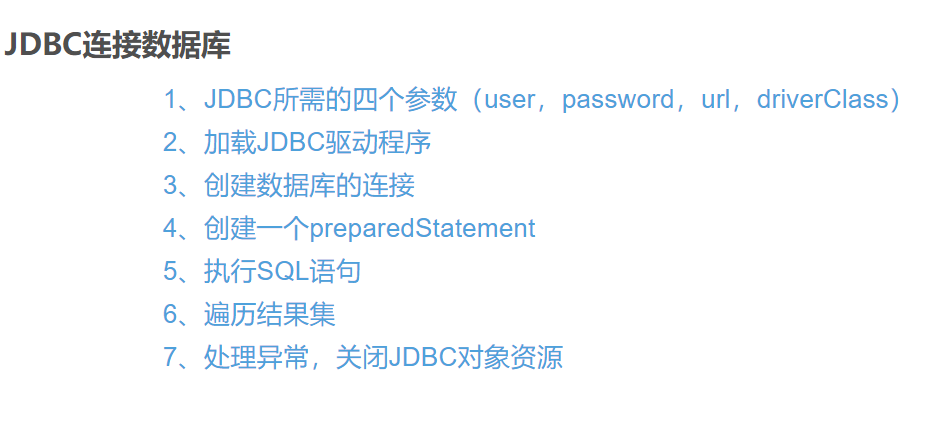 JDBC连接数据库
1、JDBC所需的四个参数（user，password，url，driverClass）
2、加载JDBC驱动程序
3、创建数据库的连接
4、创建一个preparedStatement
5、执行SQL语句
6、遍历结果集
7、处理异常，关闭JDBC对象资源